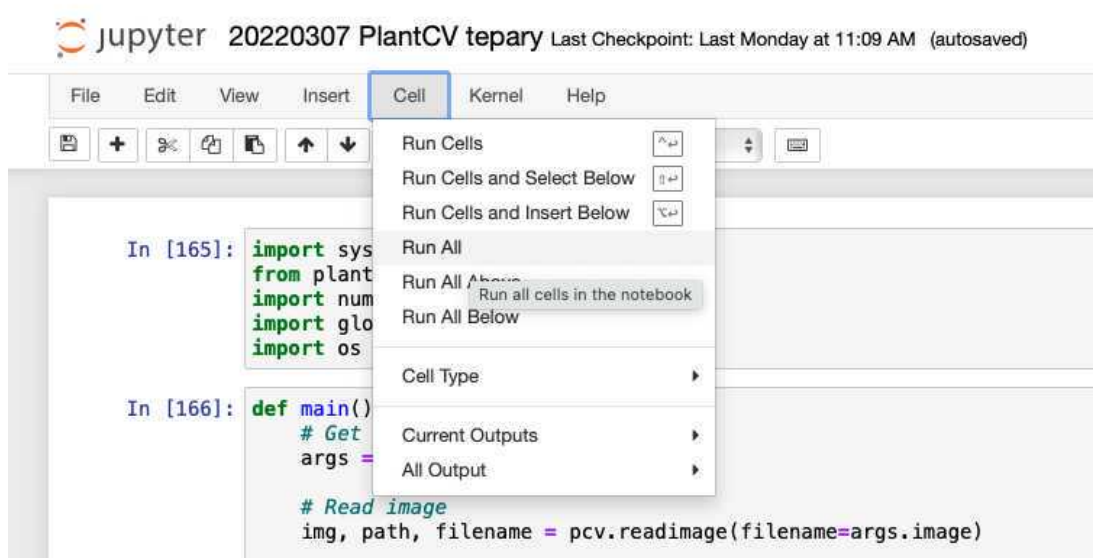 jupyter 20220307 PlantCV tepary Last Checkpoint: Last Monday at 11:09 AM (autosaved)
File Edit View Insert Cell Kernel Help
Run Cells
Run Cells and Select Below
Run Cells and Insert Below
Run All
Run All Above
Run all cells in the notebook
Run All Below
Cell Type
Current Outputs
All Output
In [165]: import sys
from plant
import num
import glo
import os
In [166]: def main()
# Get
args =
# Read image
img, path, filename = pcv.readimage(filename=args.image)